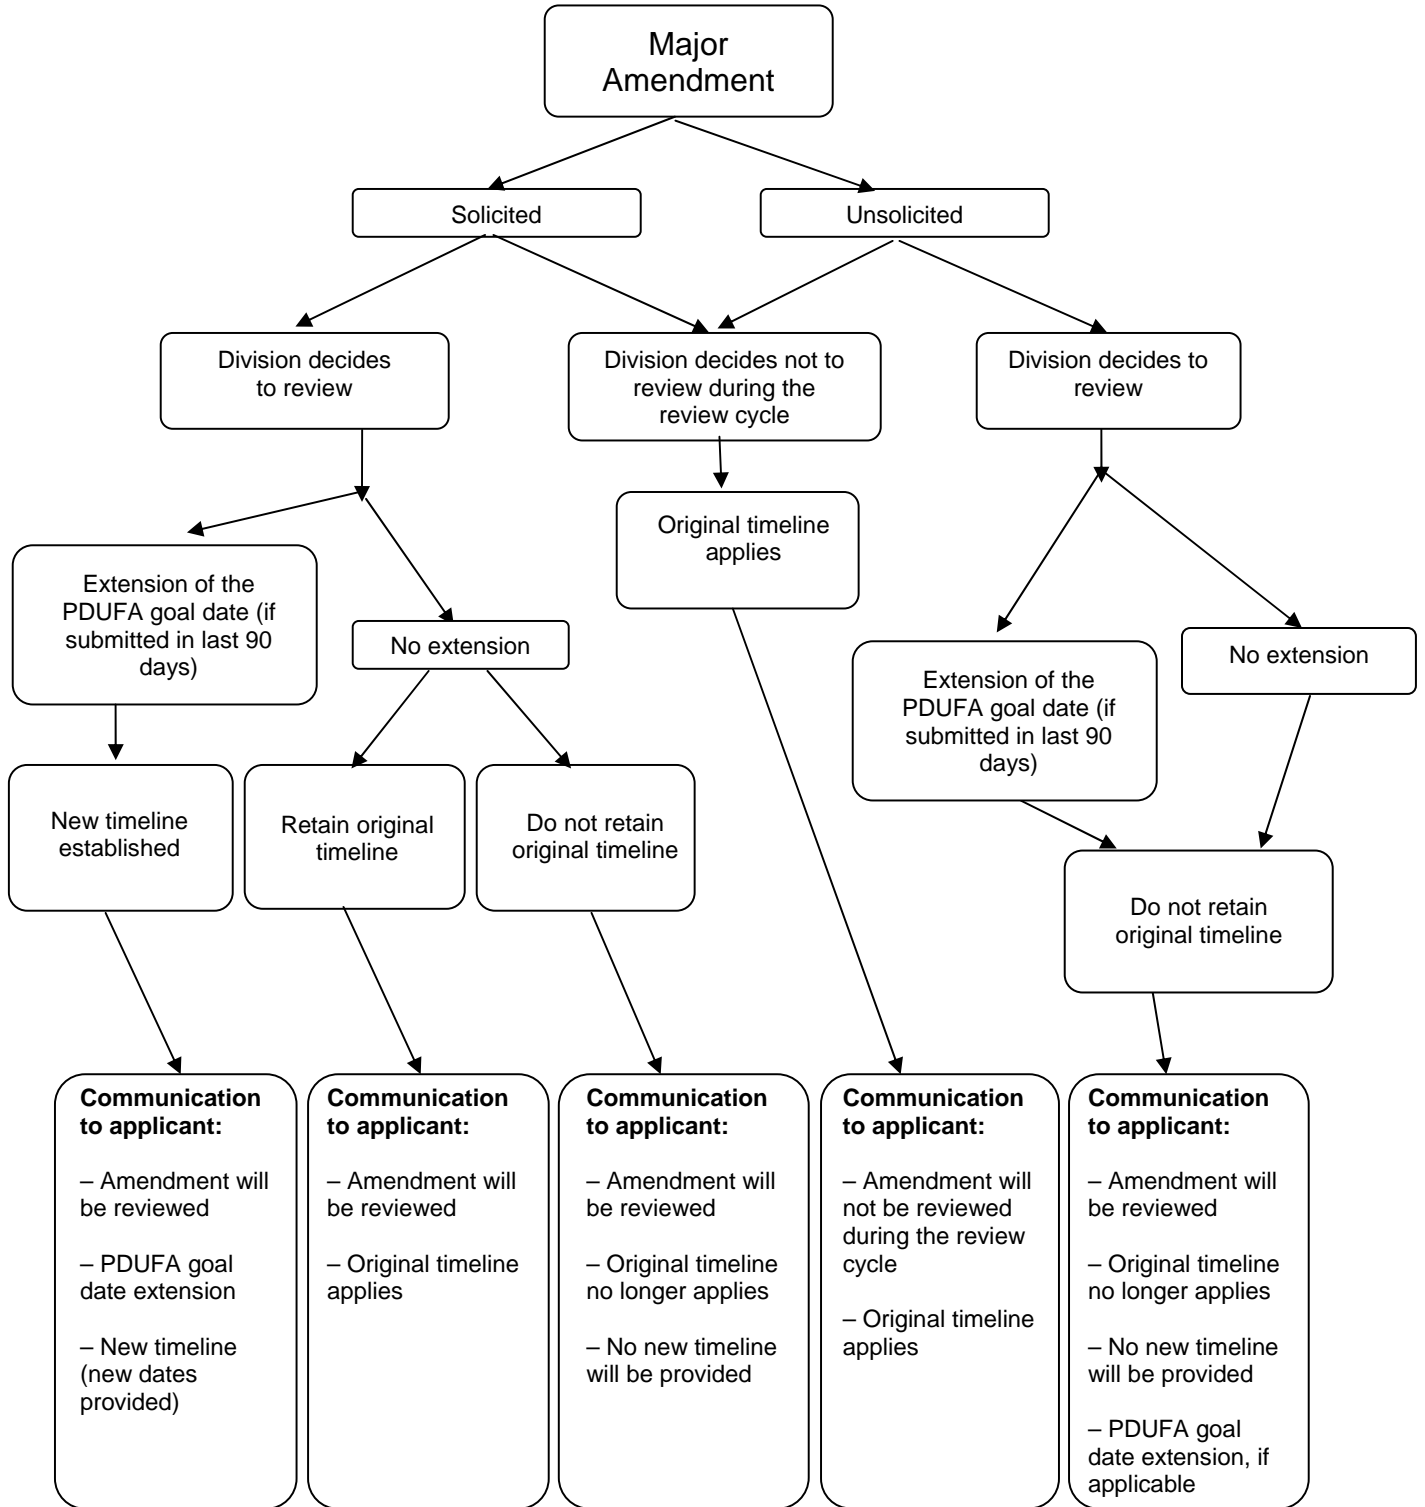 Major
Amendment
Solicited
Unsolicited
Division decides
to review
Division decides not to
review during the
review cycle
Division decides to
review
Original timeline
applies
Extension of the
PDUFA goal date (if
submitted in last 90
days)
No extension
Extension of the
PDUFA goal date (if
submitted in last 90
days)
No extension
New timeline
established
Retain original
timeline
Do not retain
original timeline
Do not retain
original timeline
Communication
to applicant:
– Amendment will
be reviewed
– PDUFA goal
date extension
– New timeline
(new dates
provided)
Communication
to applicant:
– Amendment will
be reviewed
– Original timeline
applies
Communication
to applicant:
– Amendment will
be reviewed
– Original timeline
no longer applies
– No new timeline
will be provided
Communication
to applicant:
– Amendment will
not be reviewed
during the review
cycle
– Original timeline
applies
Communication
to applicant:
– Amendment will
be reviewed
– Original timeline
no longer applies
– No new timeline
will be provided
– PDUFA goal
date extension, if
applicable